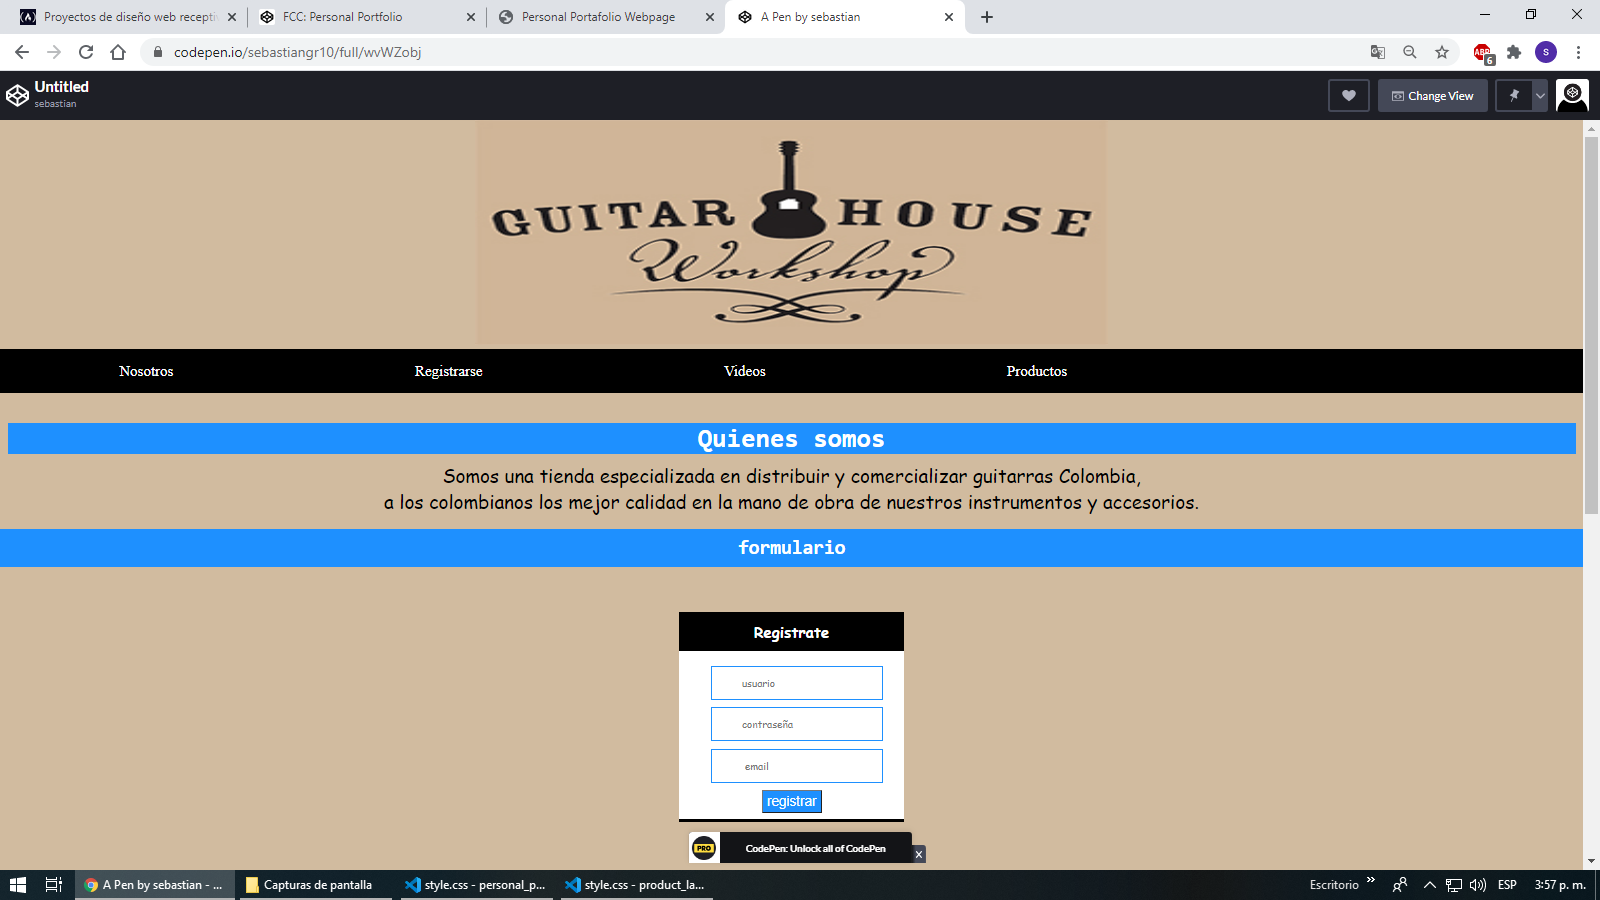 Proyectos de diseño web recepti
FCC: Personal Portfolio
Personal Portafolio Webpage
A Pen by sebastian
codepen.io/sebastiangr10/full/wvWZobj
ABP
6
S
Untitled
sebastian
Change View
GUITAR HOUSE
Workshop
Nosotros
Registrarse
Videos
Productos
Quienes somos
Somos una tienda especializada en distribuir y comercializar guitarras Colombia,
a los colombianos los mejor calidad en la mano de obra de nuestros instrumentos y accesorios.
formulario
Registrate
usuario
contraseña
email
registrar
PRO
CodePen: Unlock all of CodePen
x
A Pen by sebastian - ...
Capturas de pantalla
style.css - personal_p...
style.css - product_la...
Escritorio
ESP
3:57 p. m.